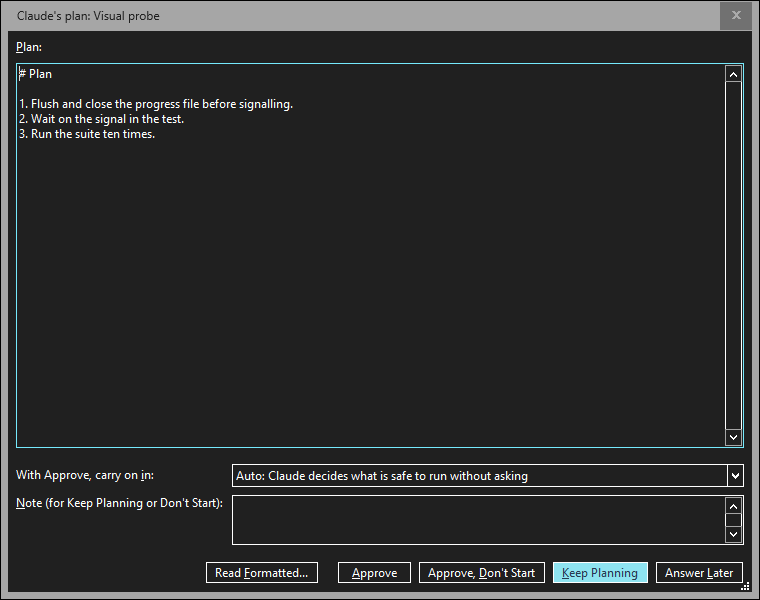 Claude's plan: Visual probe
Plan:
# Plan
1. Flush and close the progress file before signalling.
2. Wait on the signal in the test.
3. Run the suite ten times.
With Approve, carry on in:
Auto: Claude decides what is safe to run without asking
Note (for Keep Planning or Don't Start):
Read Formatted...
Approve
Approve, Don't Start
Keep Planning
Answer Later